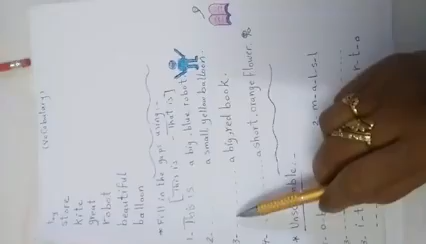 (Vocabulary)
toy
store
kite
great
robot
beautiful
balloon
* Fill in the gaps using:-
[This is - That is]
1. This is a big, blue robot.
2- a small, yellow balloon.
3- ..... a big, red book.
4- ..... a short, orange flower.
* Unscramble..
2- m-a-l-s-l